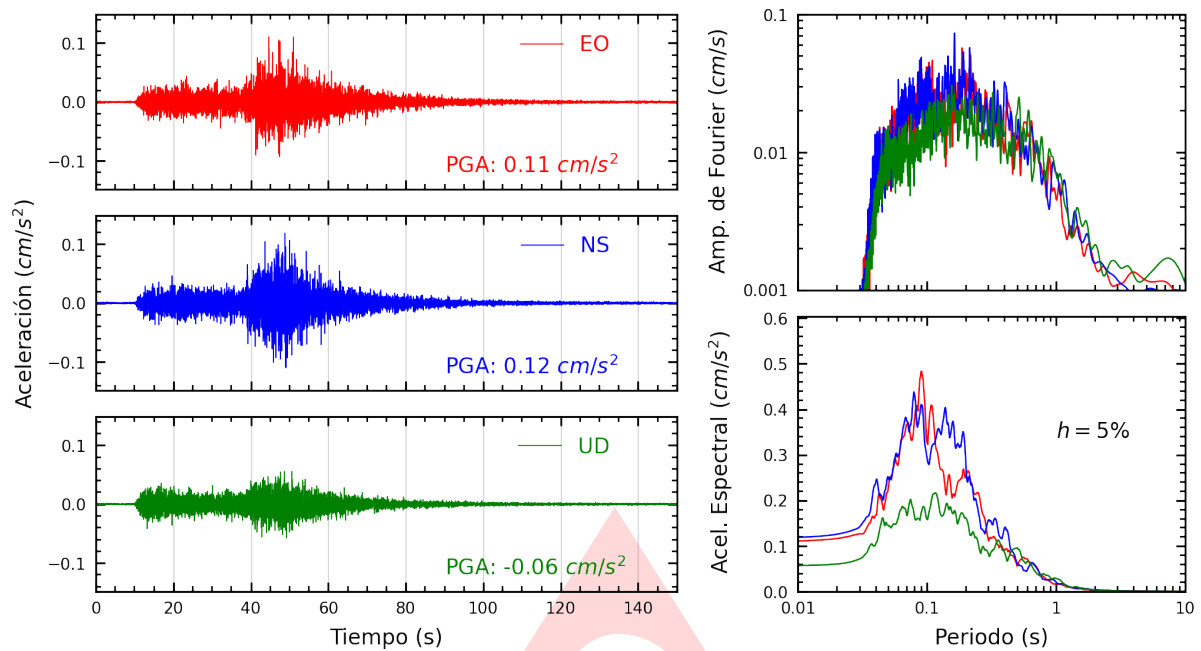 Aceleración (cm/s²)
0.1
0.0
−0.1
EO
PGA: 0.11 cm/s²
0.1
0.0
−0.1
NS
PGA: 0.12 cm/s²
0.1
0.0
−0.1
UD
PGA: -0.06 cm/s²
0 20 40 60 80 100 120 140
Tiempo (s)
Amp. de Fourier (cm/s)
0.1
0.01
0.001
Acel. Espectral (cm/s²)
0.6
0.5
0.4
0.3
0.2
0.1
0.0
h = 5%
0.01 0.1 1 10
Periodo (s)